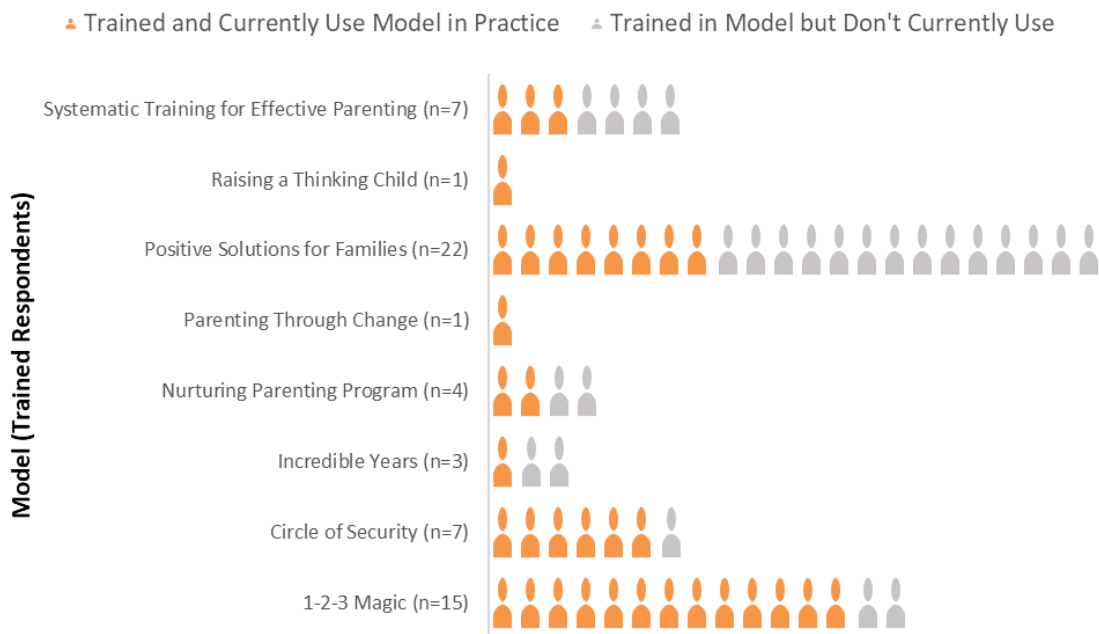 Trained and Currently Use Model in Practice
Trained in Model but Don't Currently Use
Model (Trained Respondents)
Systematic Training for Effective Parenting (n=7)
Raising a Thinking Child (n=1)
Positive Solutions for Families (n=22)
Parenting Through Change (n=1)
Nurturing Parenting Program (n=4)
Incredible Years (n=3)
Circle of Security (n=7)
1-2-3 Magic (n=15)